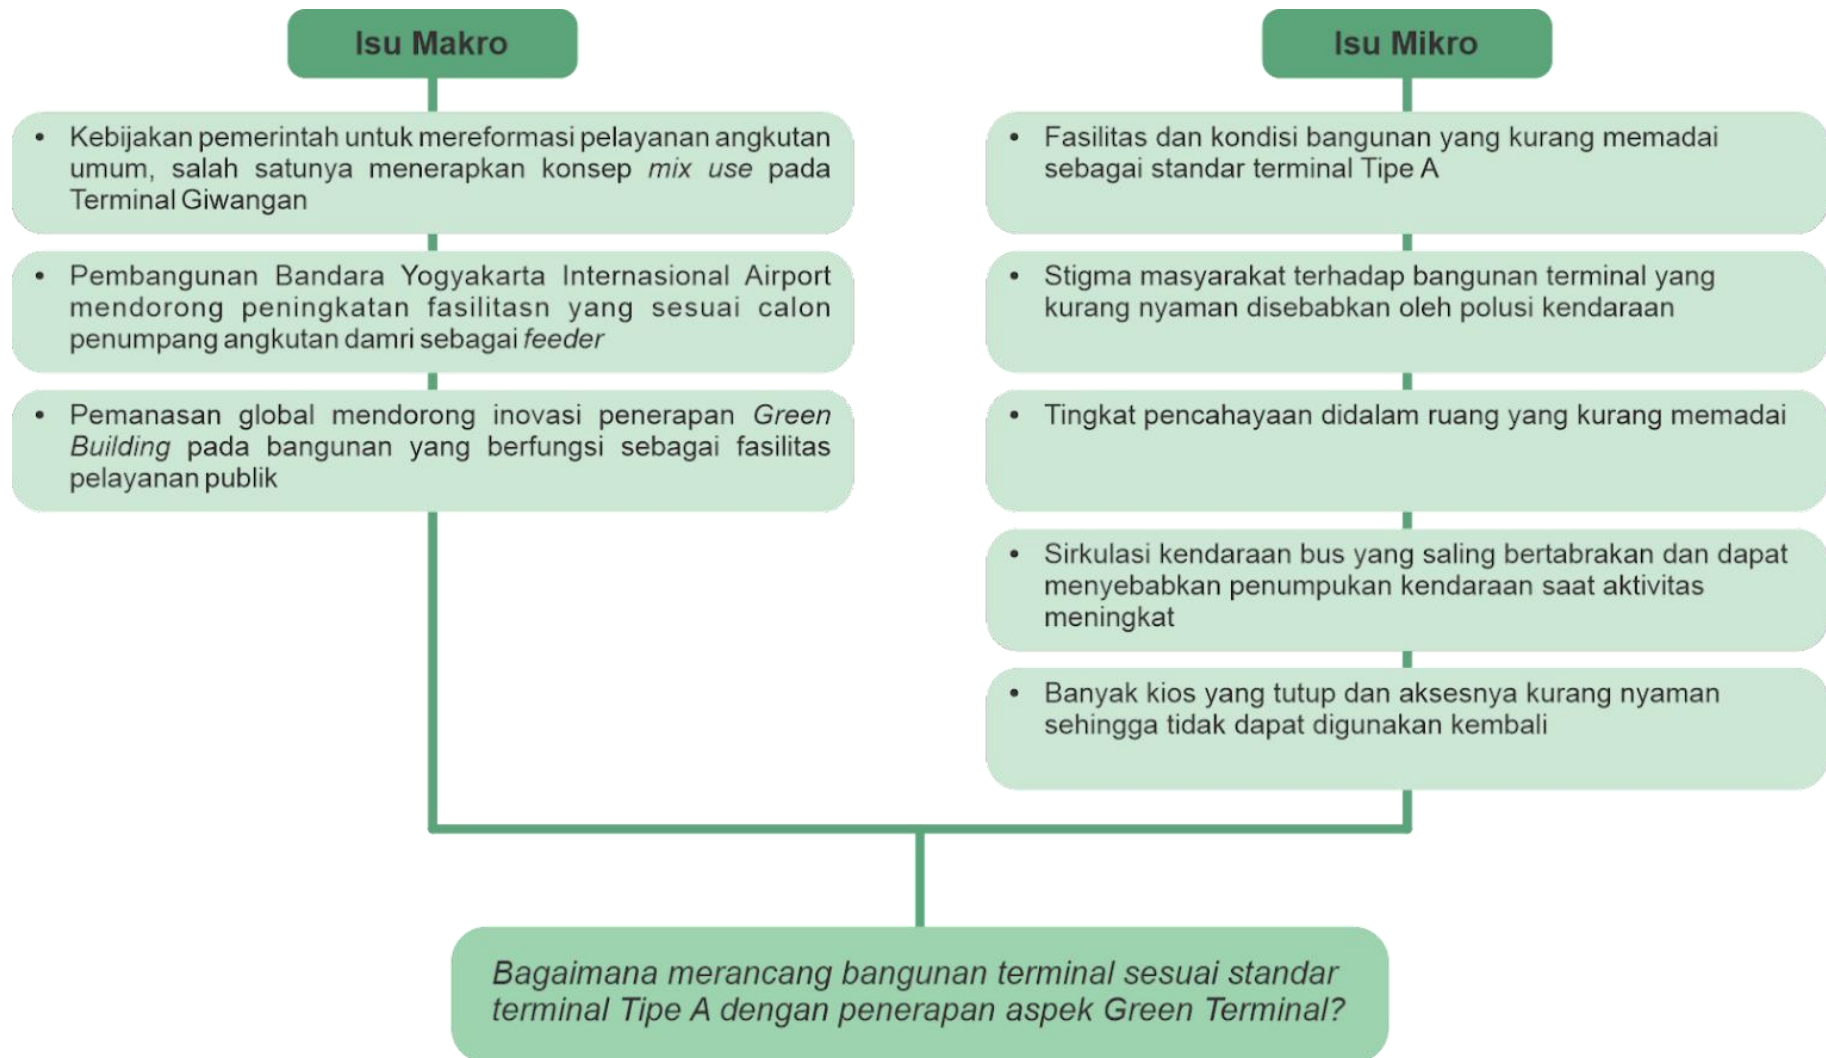 Isu Makro
• Kebijakan pemerintah untuk mereformasi pelayanan angkutan
umum, salah satunya menerapkan konsep mix use pada
Terminal Giwangan
• Pembangunan Bandara Yogyakarta Internasional Airport
mendorong peningkatan fasilitasn yang sesuai calon
penumpang angkutan damri sebagai feeder
• Pemanasan global mendorong inovasi penerapan Green
Building pada bangunan yang berfungsi sebagai fasilitas
pelayanan publik
Isu Mikro
• Fasilitas dan kondisi bangunan yang kurang memadai
sebagai standar terminal Tipe A
• Stigma masyarakat terhadap bangunan terminal yang
kurang nyaman disebabkan oleh polusi kendaraan
• Tingkat pencahayaan didalam ruang yang kurang memadai
• Sirkulasi kendaraan bus yang saling bertabrakan dan dapat
menyebabkan penumpukan kendaraan saat aktivitas
meningkat
• Banyak kios yang tutup dan aksesnya kurang nyaman
sehingga tidak dapat digunakan kembali
Bagaimana merancang bangunan terminal sesuai standar
terminal Tipe A dengan penerapan aspek Green Terminal?